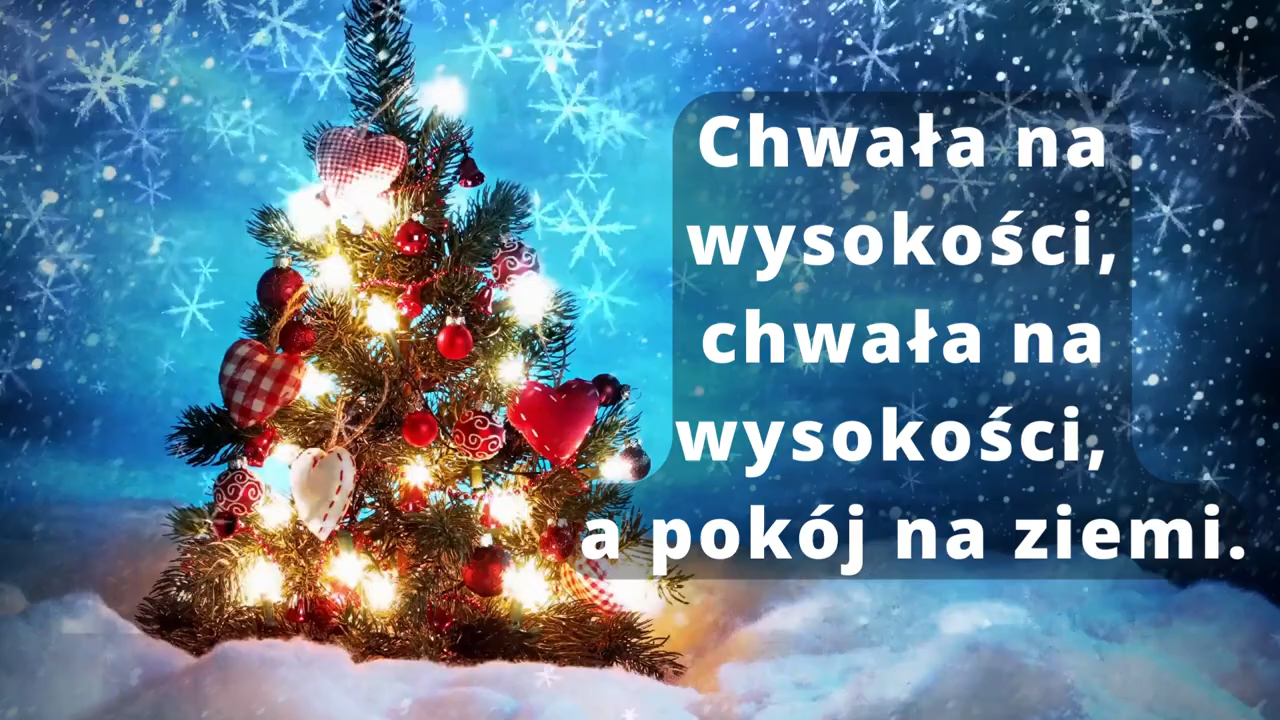 Chwała na
wysokości,
chwała na
wysokości,
a pokój na ziemi.